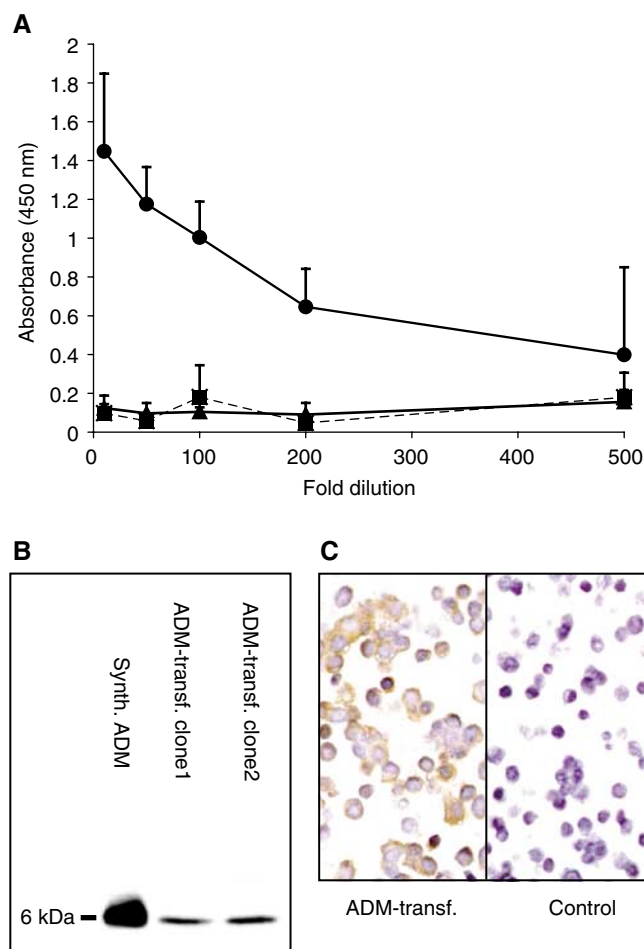 A
2
1.8
1.6
1.4
1.2
1
0.8
0.6
0.4
0.2
0
Absorbance (450 nm)
0
100
200
300
400
500
Fold dilution
B
Synth. ADM
ADM-transf. clone1
ADM-transf. clone2
6 kDa
C
ADM-transf.
Control